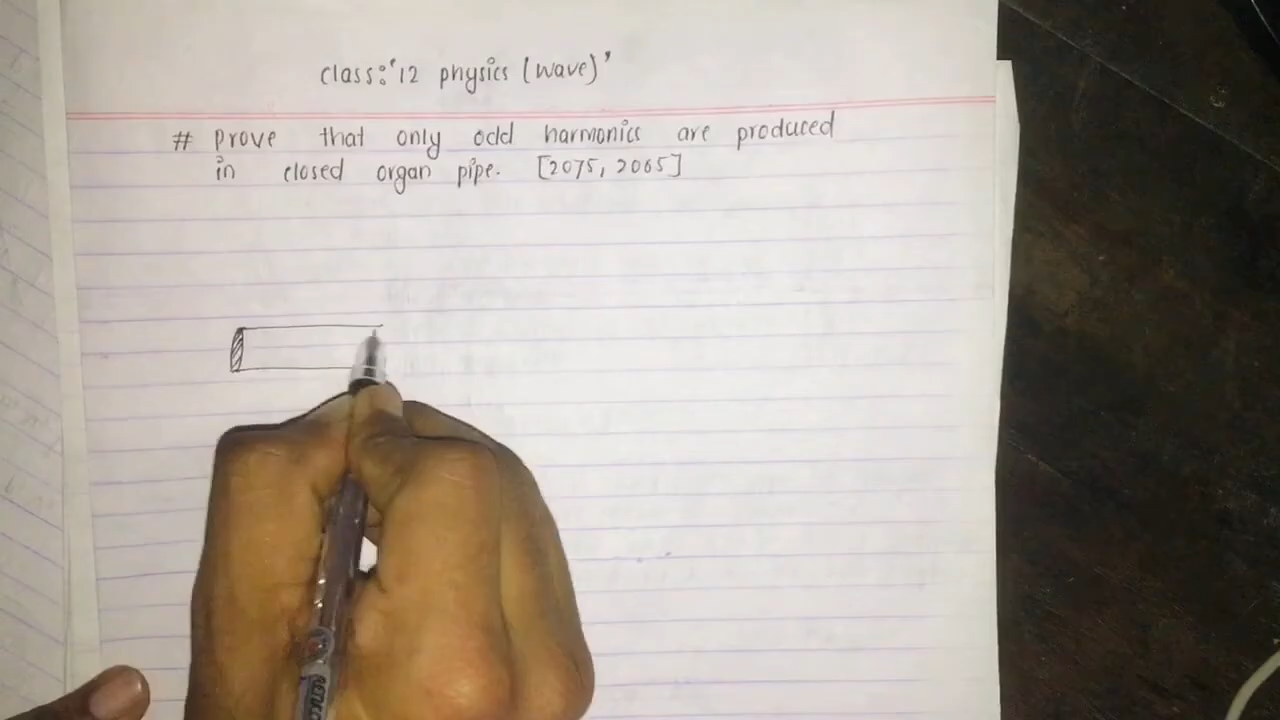 class:'12 physics (wave)'
# prove that only odd harmonics are produced
in closed organ pipe. [2075, 2065]